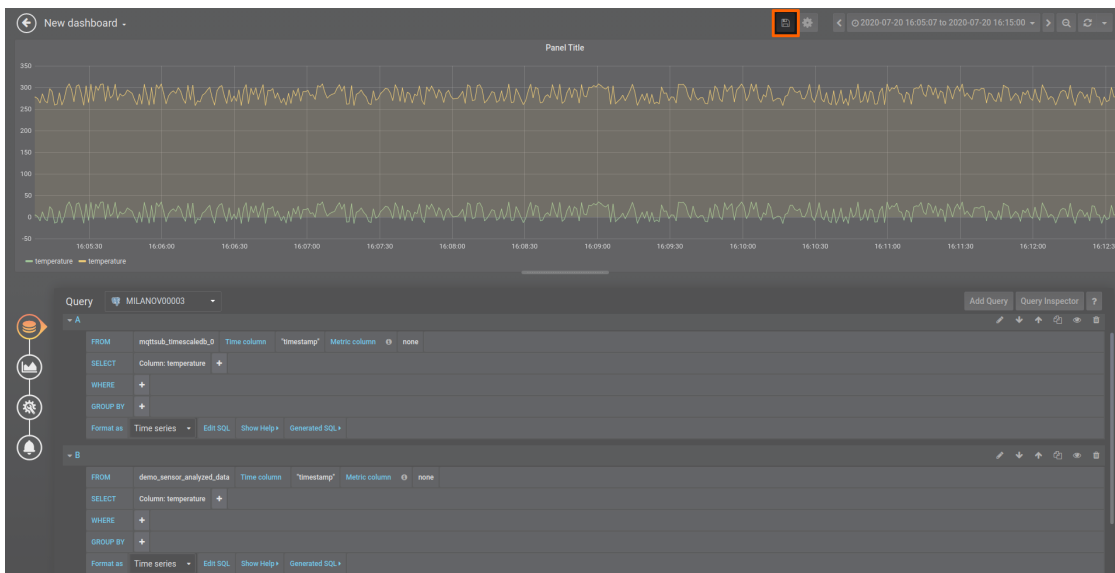 New dashboard
2020-07-20 16:05:07 to 2020-07-20 16:15:00
Panel Title
350
300
250
200
150
100
50
0
-50
16:05:30 16:06:00 16:06:30 16:07:00 16:07:30 16:08:00 16:08:30 16:09:00 16:09:30 16:10:00 16:10:30 16:11:00 16:11:30 16:12:00 16:12:3
temperature temperature
Query MILANOV00003 Add Query Query Inspector ?
A
FROM mqttsub_timescaledb_0 Time column "timestamp" Metric column none
SELECT Column: temperature +
WHERE +
GROUP BY +
Format as Time series Edit SQL Show Help Generated SQL
B
FROM demo_sensor_analyzed_data Time column "timestamp" Metric column none
SELECT Column: temperature +
WHERE +
GROUP BY +
Format as Time series Edit SQL Show Help Generated SQL